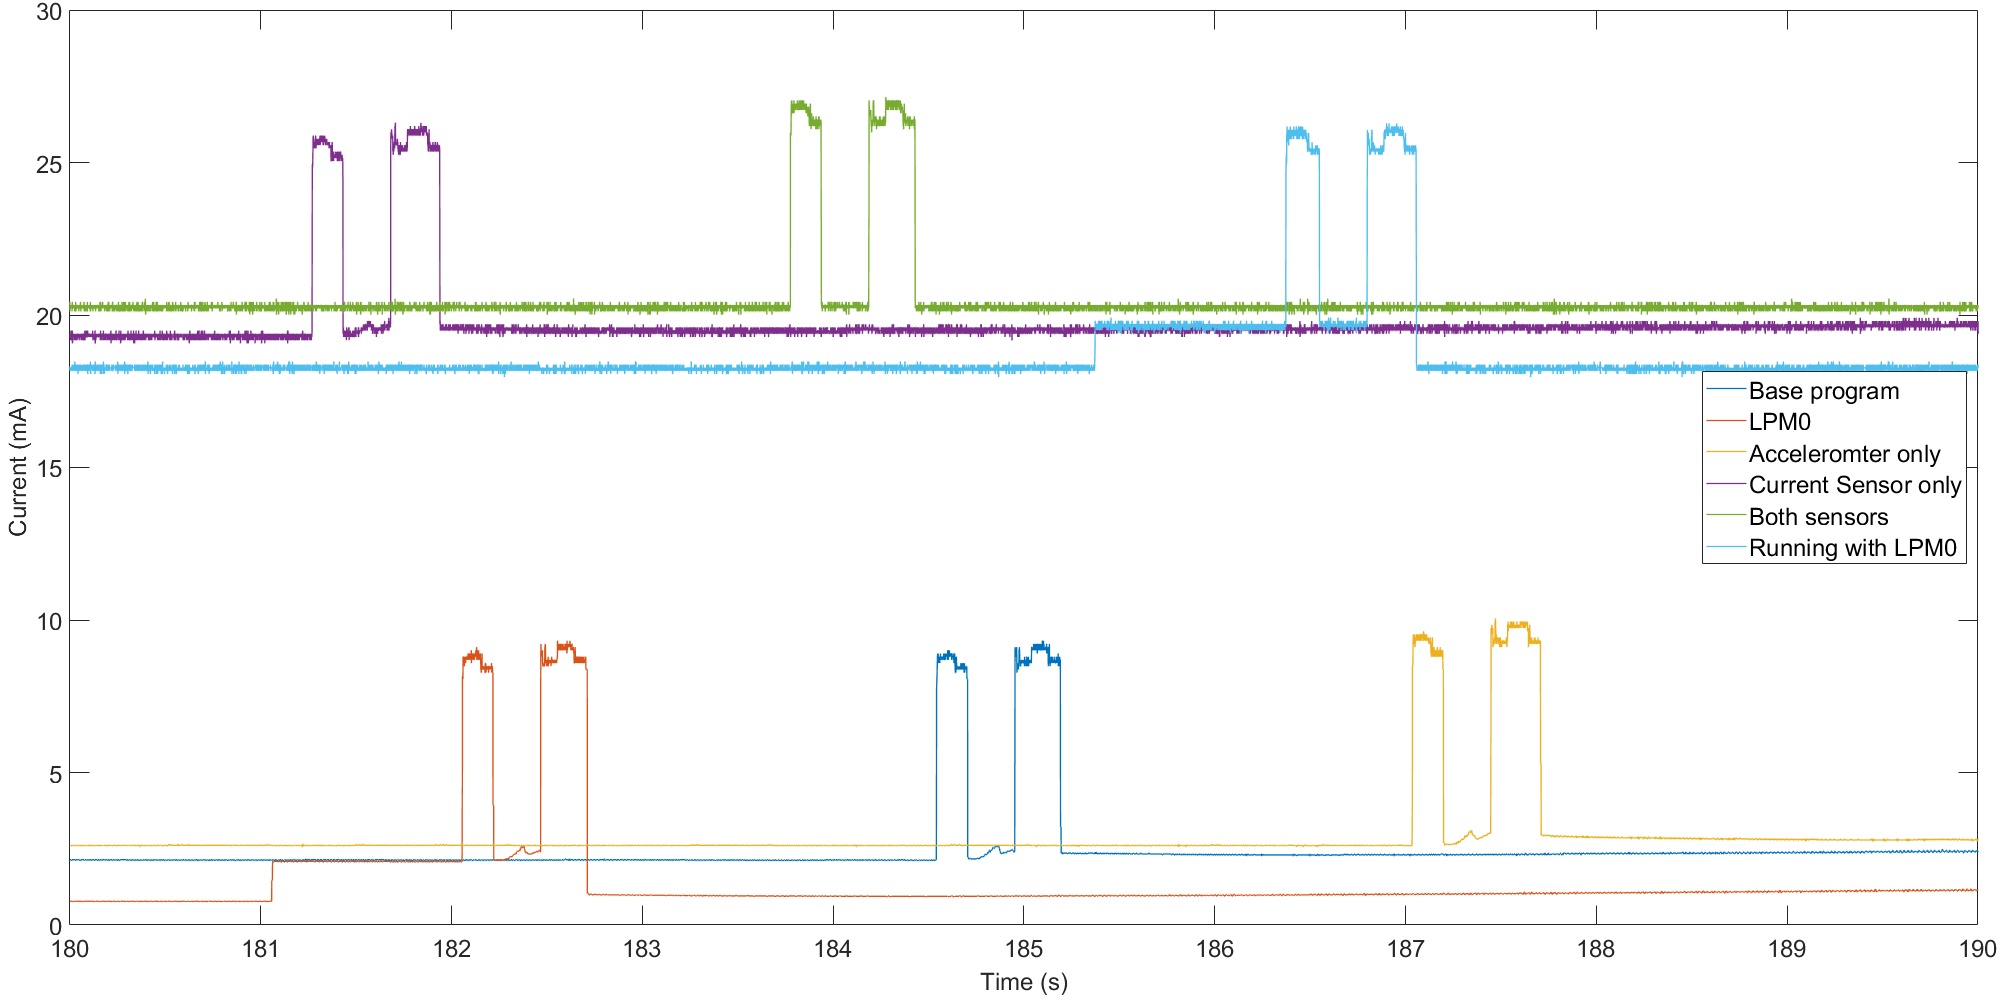 30
25
20
15
10
5
0
Current (mA)
180 181 182 183 184 185 186 187 188 189 190
Time (s)
Base program
LPM0
Acceleromter only
Current Sensor only
Both sensors
Running with LPM0